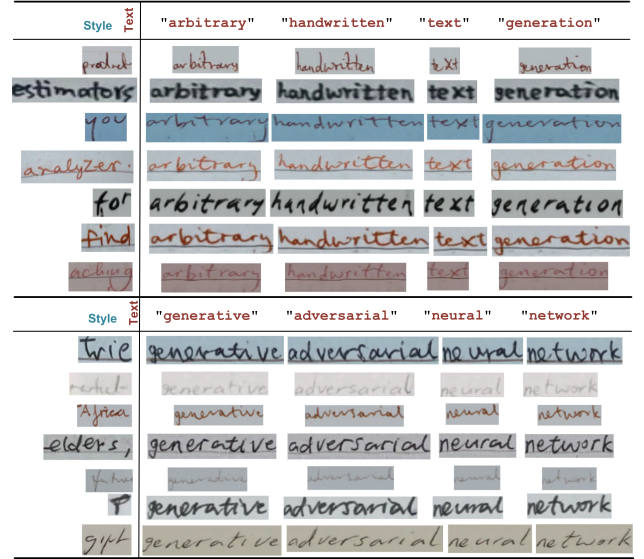 Style Text "arbitrary" "handwritten" "text" "generation"
product arbitrary handwritten text generation
estimators arbitrary handwritten text generation
you arbitrary handwritten text generation
analyzer. arbitrary handwritten text generation
for arbitrary handwritten text generation
find arbitrary handwritten text generation
aching arbitrary handwritten text generation
Style Text "generative" "adversarial" "neural" "network"
trie generative adversarial neural network
generative adversarial neural network
Africa generative adversarial neural network
elders, generative adversarial neural network
generative adversarial neural network
generative adversarial neural network
gift generative adversarial neural network